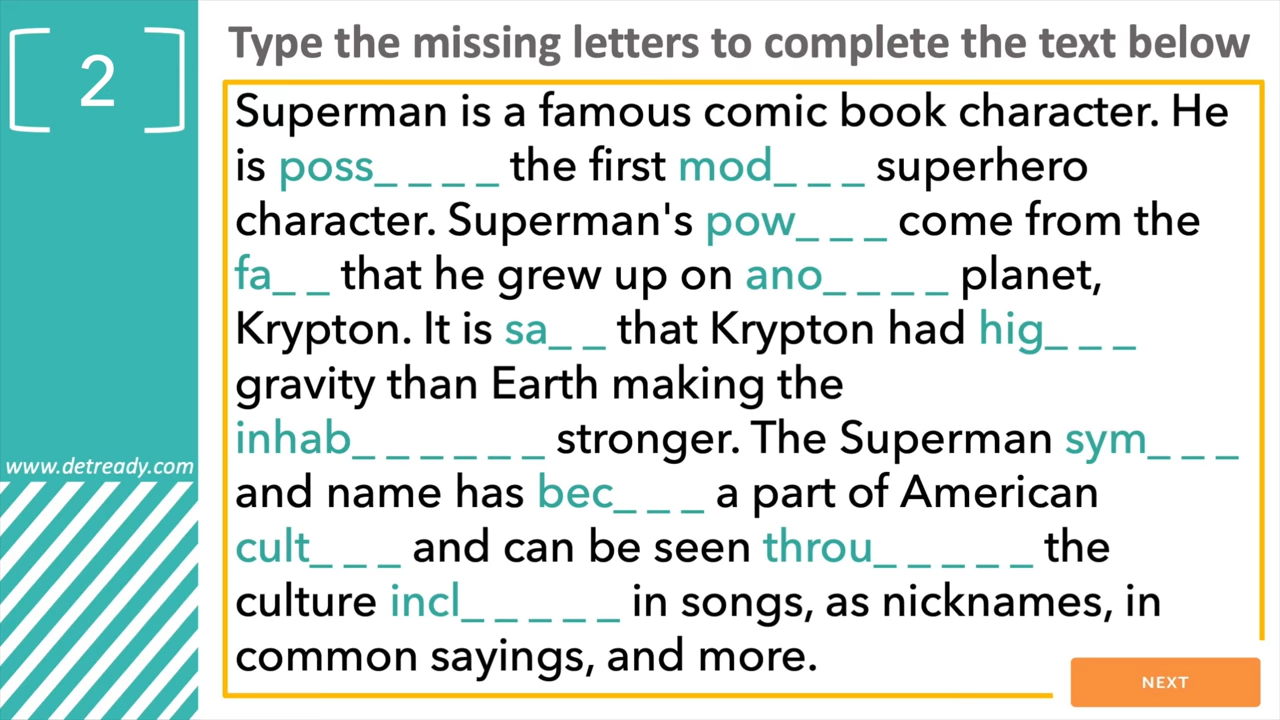 2
Type the missing letters to complete the text below
Superman is a famous comic book character. He
is poss_ _ _ _ the first mod_ _ _ superhero
character. Superman's pow_ _ _ come from the
fa_ _ that he grew up on ano_ _ _ _ planet,
Krypton. It is sa_ _ that Krypton had hig_ _ _
gravity than Earth making the
inhab_ _ _ _ _ _ stronger. The Superman sym_ _ _
and name has bec_ _ _ a part of American
cult_ _ _ and can be seen throu_ _ _ _ _ the
culture incl_ _ _ _ _ in songs, as nicknames, in
common sayings, and more.
www.detready.com
NEXT